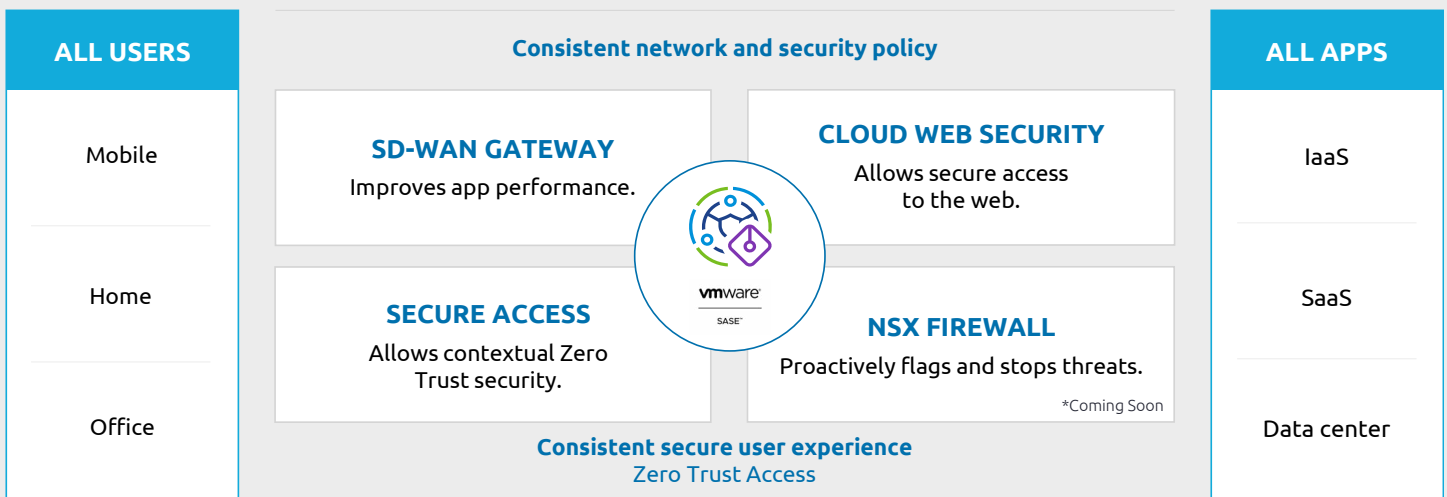 ALL USERS
Mobile
Home
Office
Consistent network and security policy
SD-WAN GATEWAY
Improves app performance.
CLOUD WEB SECURITY
Allows secure access
to the web.
vmware®
SASE™
SECURE ACCESS
Allows contextual Zero
Trust security.
NSX FIREWALL
Proactively flags and stops threats.
*Coming Soon
Consistent secure user experience
Zero Trust Access
ALL APPS
IaaS
SaaS
Data center